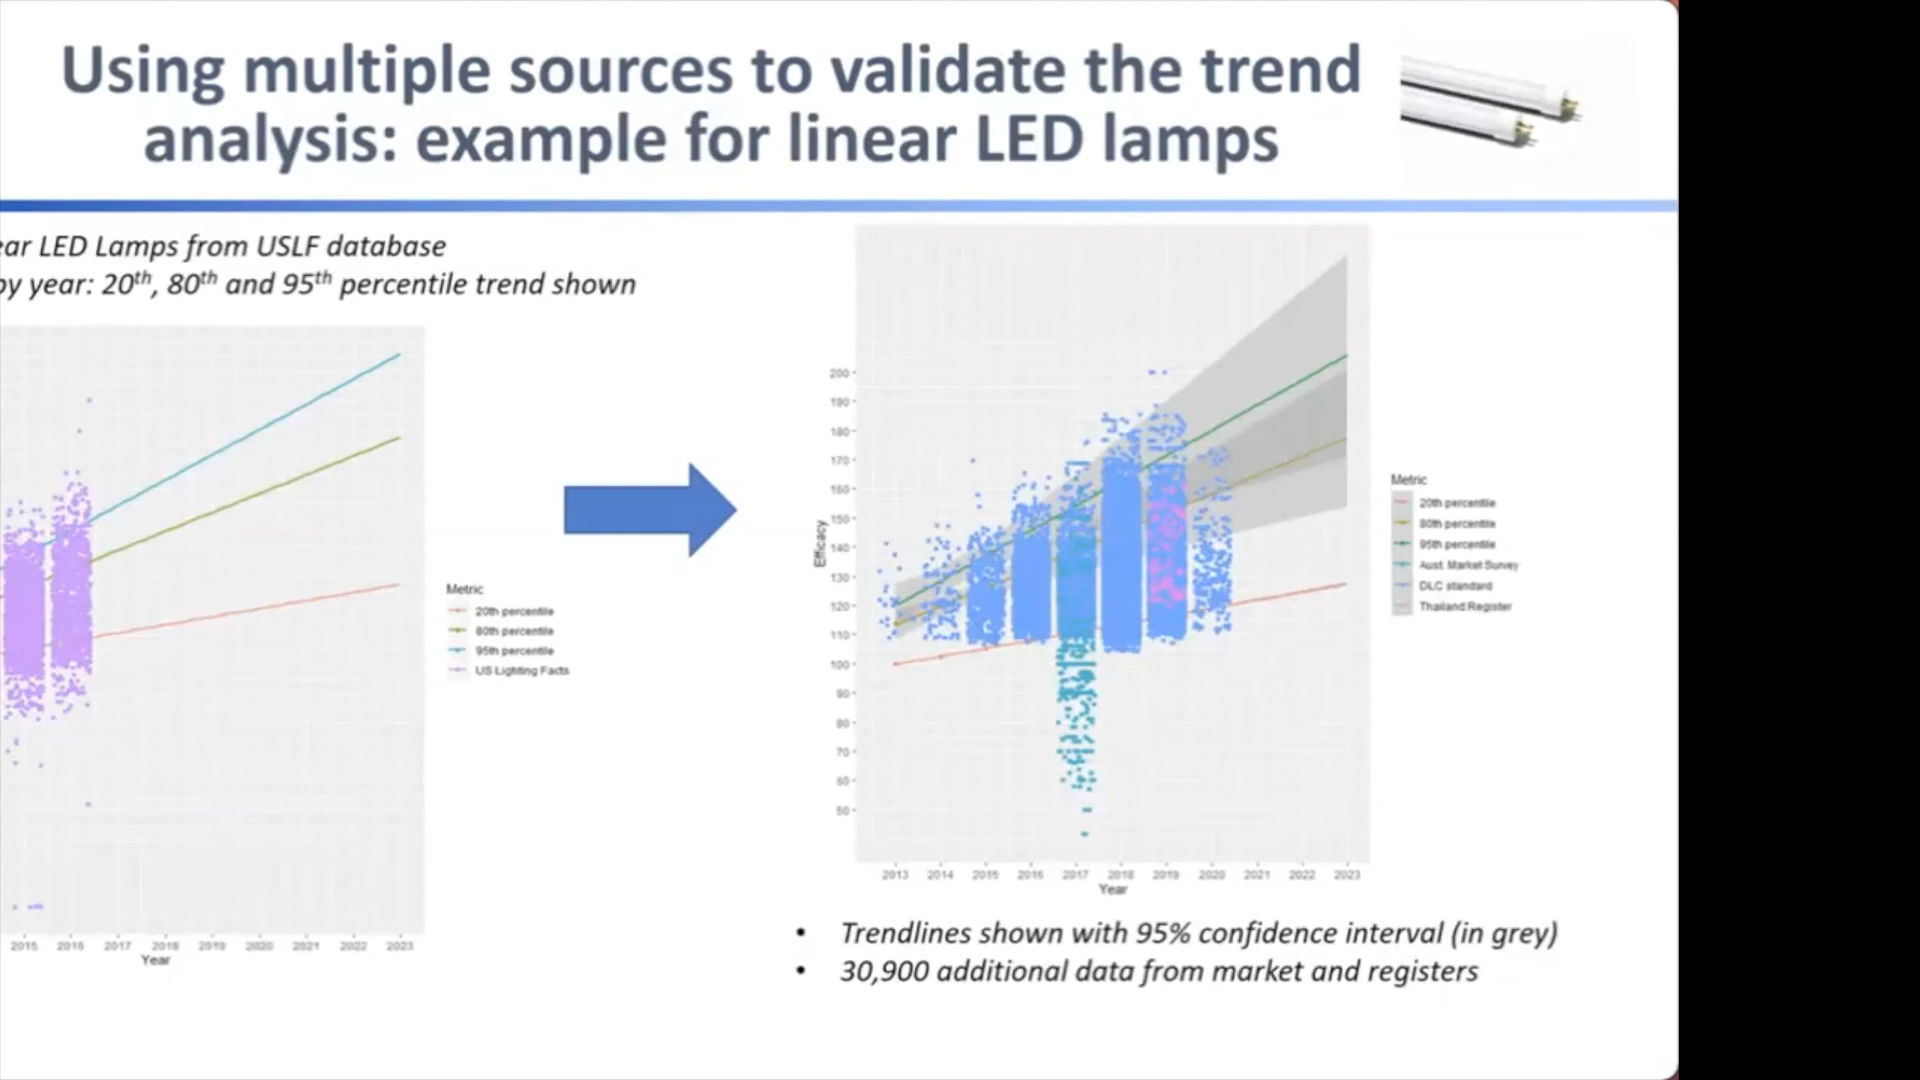 Using multiple sources to validate the trend
analysis: example for linear LED lamps
ear LED Lamps from USLF database
by year: 20th, 80th and 95th percentile trend shown
Metric
20th percentile
80th percentile
95th percentile
US Lighting Facts
2015 2016 2017 2018 2019 2020 2021 2022 2023
Year
200
190
180
170
160
150
140
130
120
110
100
90
80
70
60
50
Efficacy
2013 2014 2015 2016 2017 2018 2019 2020 2021 2022 2023
Year
Metric
20th percentile
80th percentile
95th percentile
Aust. Market Survey
DLC standard
Thailand Register
• Trendlines shown with 95% confidence interval (in grey)
• 30,900 additional data from market and registers